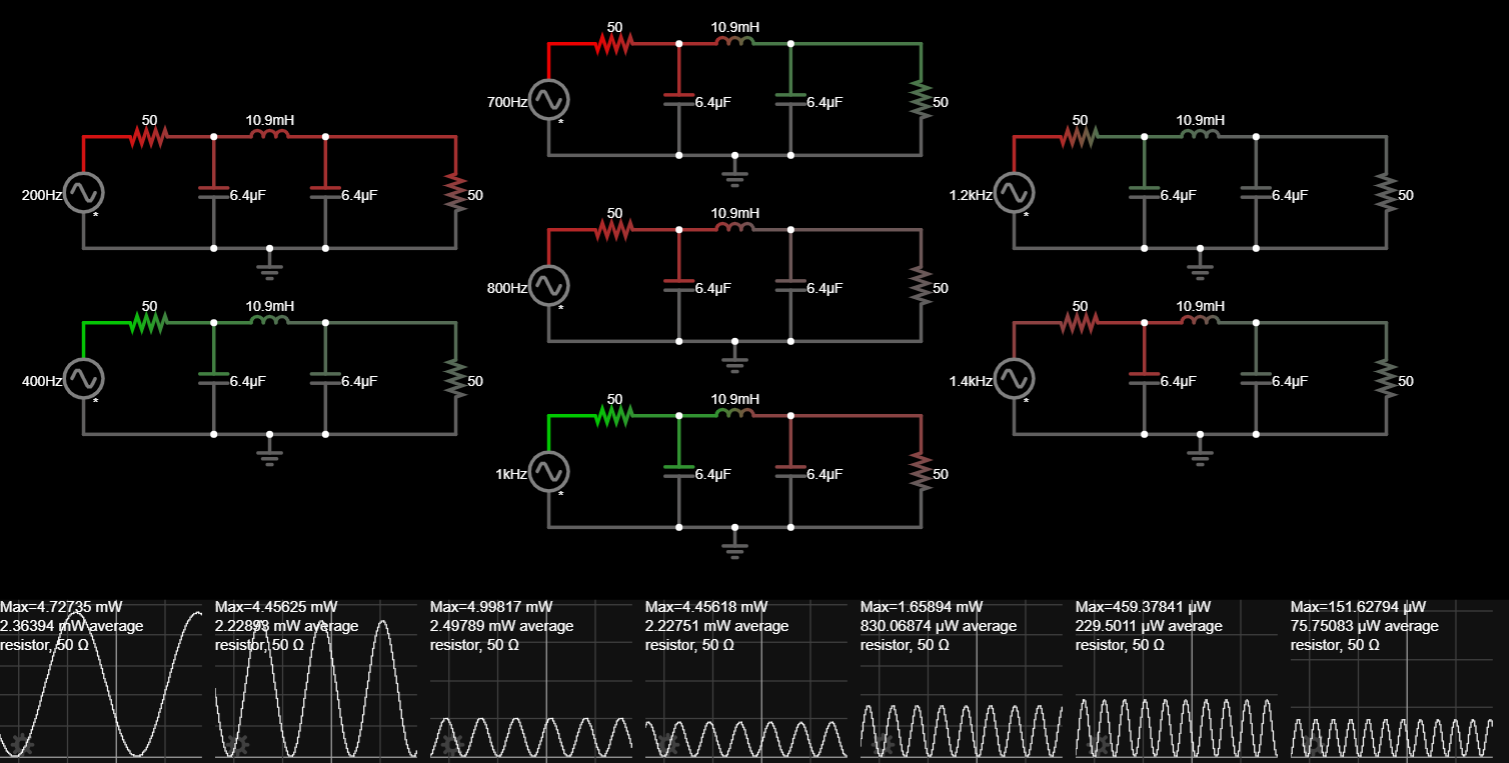 50
10.9mH
700Hz
6.4µF
6.4µF
50
*
50
10.9mH
200Hz
6.4µF
6.4µF
50
*
50
10.9mH
1.2kHz
6.4µF
6.4µF
50
*
50
10.9mH
800Hz
6.4µF
6.4µF
50
*
50
10.9mH
400Hz
6.4µF
6.4µF
50
*
50
10.9mH
1.4kHz
6.4µF
6.4µF
50
*
50
10.9mH
1kHz
6.4µF
6.4µF
50
*
Max=4.72735 mW
2.36394 mW average
resistor, 50 Ω
Max=4.45625 mW
2.22893 mW average
resistor, 50 Ω
Max=4.99817 mW
2.49789 mW average
resistor, 50 Ω
Max=4.45618 mW
2.22751 mW average
resistor, 50 Ω
Max=1.65894 mW
830.06874 µW average
resistor, 50 Ω
Max=459.37841 µW
229.5011 µW average
resistor, 50 Ω
Max=151.62794 µW
75.75083 µW average
resistor, 50 Ω